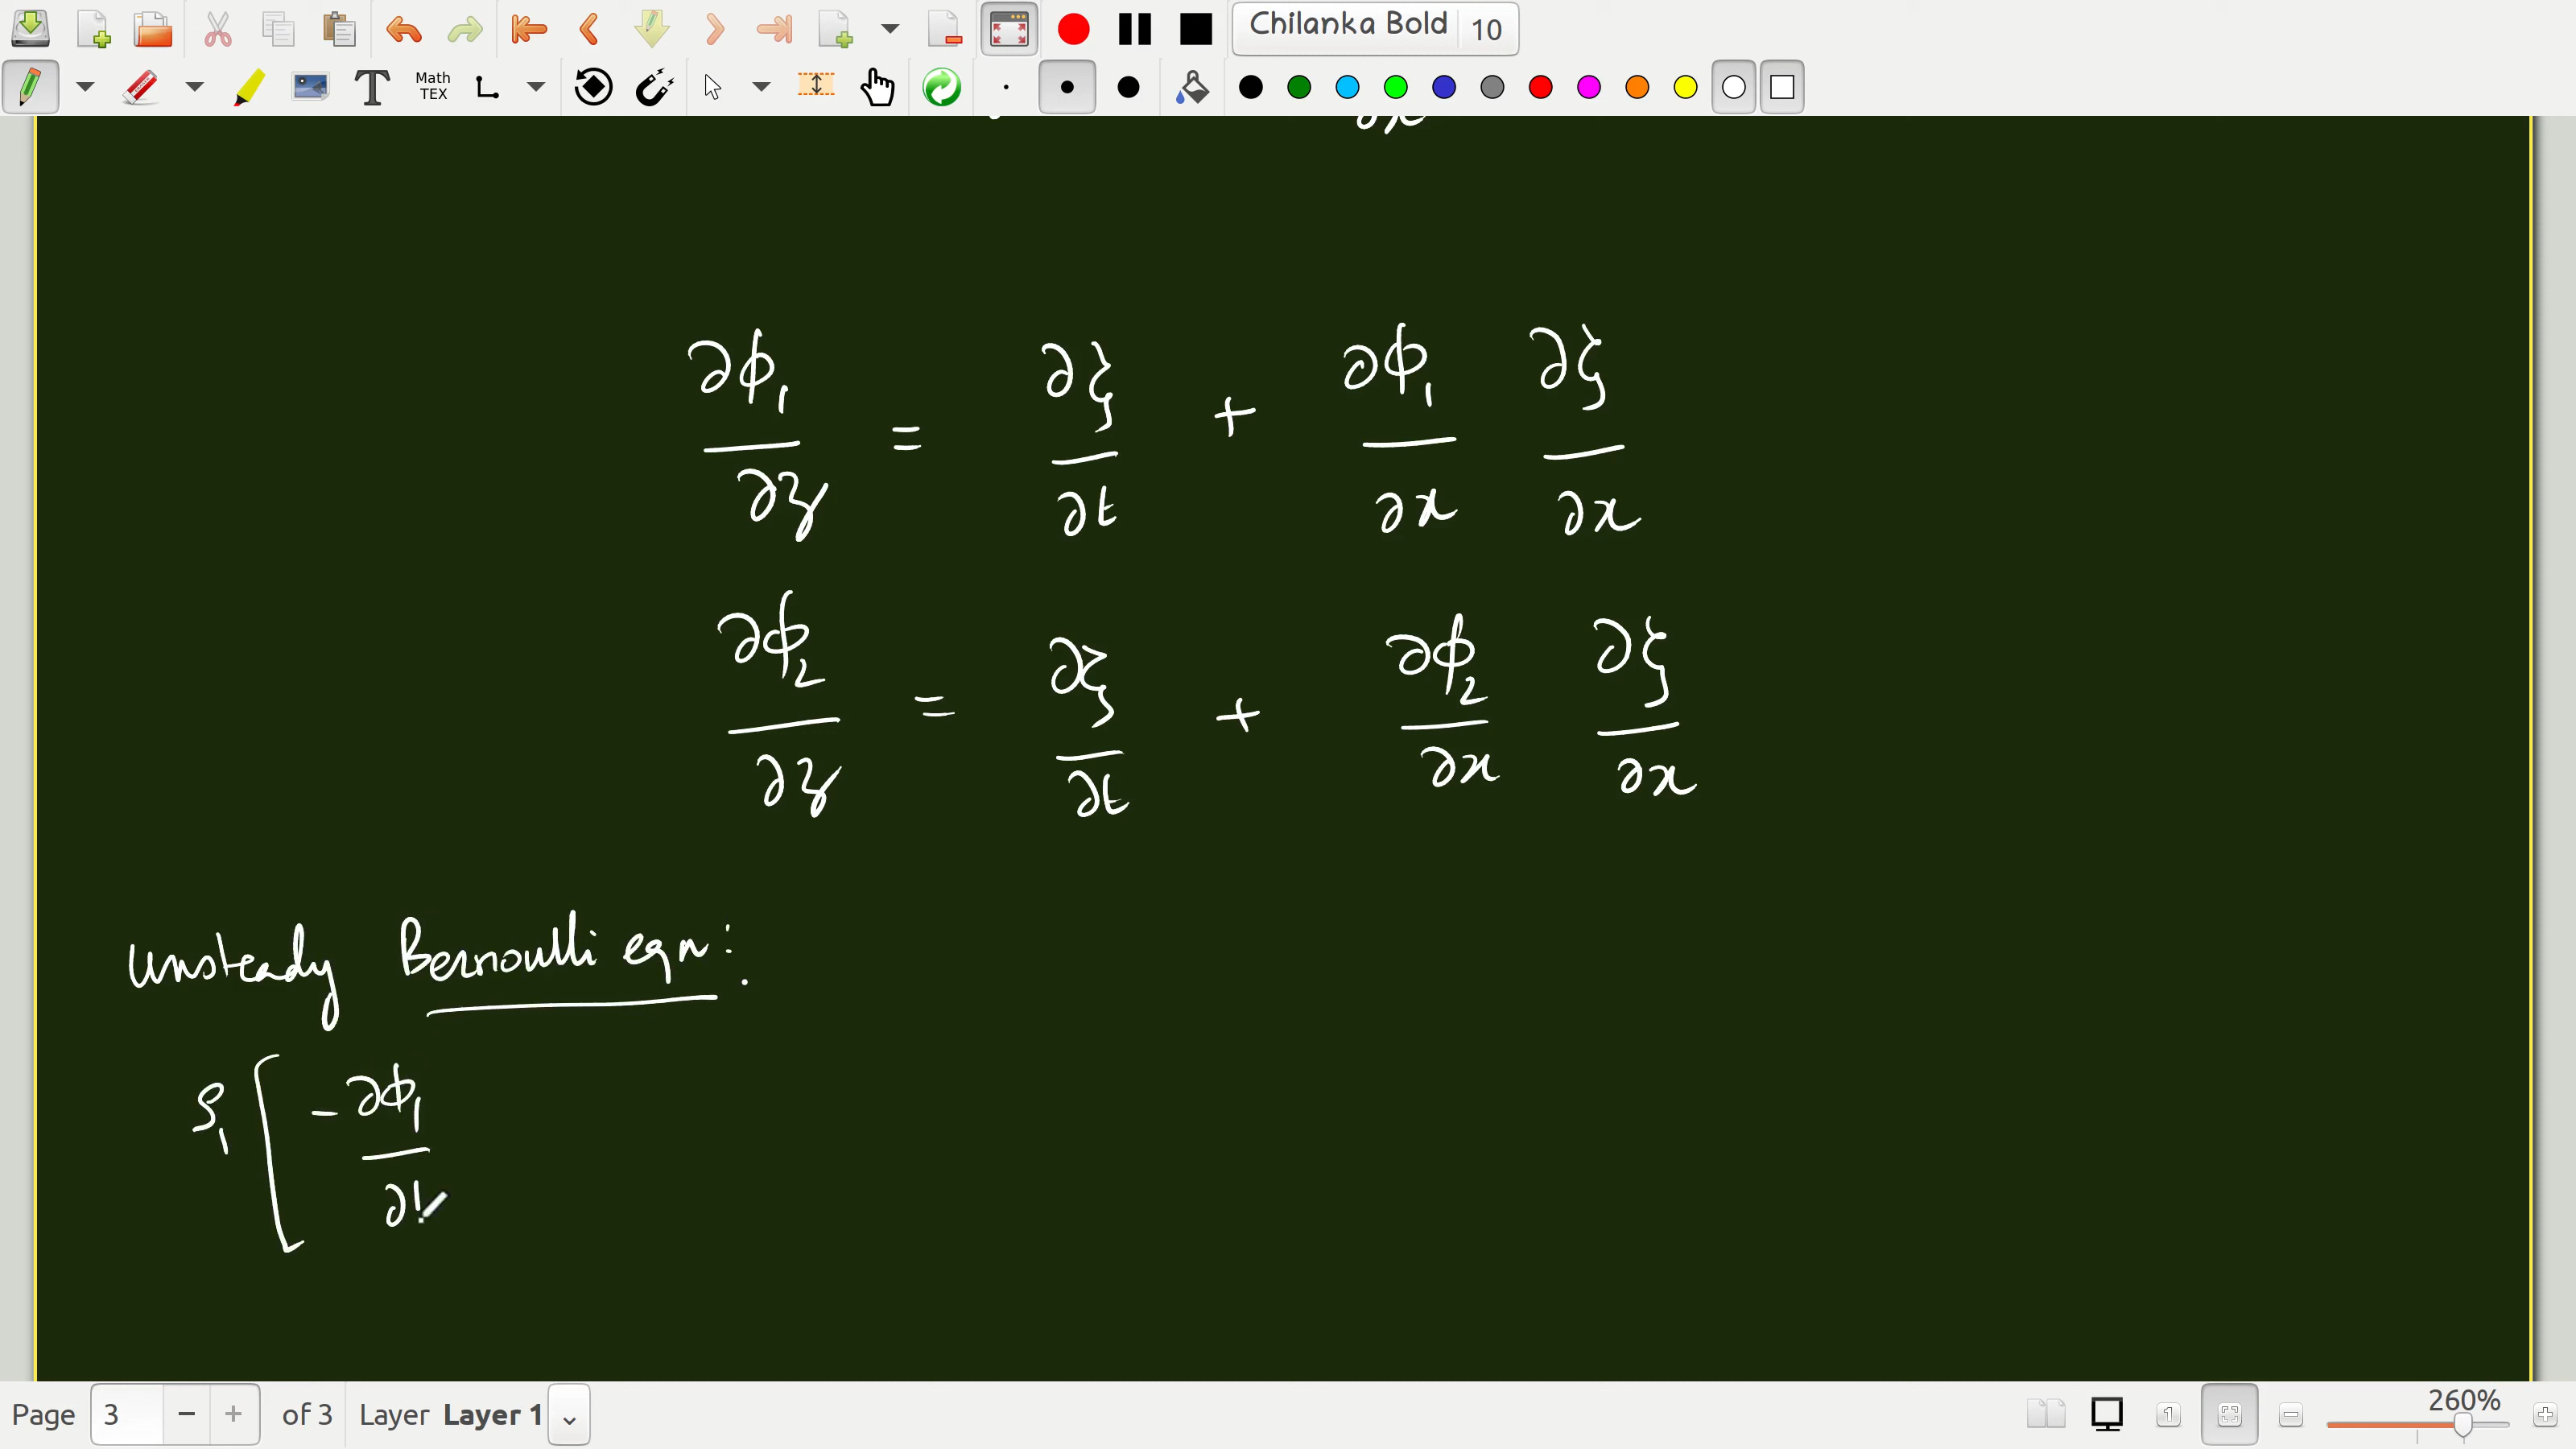 Chilanka Bold 10
Math TEX
∂x
∂ϕ₁/∂z = ∂ζ/∂t + ∂ϕ₁/∂x ∂ζ/∂x
∂ϕ₂/∂z = ∂ζ/∂t + ∂ϕ₂/∂x ∂ζ/∂x
Unsteady Bernoulli eqn:
ρ₁ [ -∂ϕ₁/∂t
Page 3 of 3 Layer Layer 1 1 260%